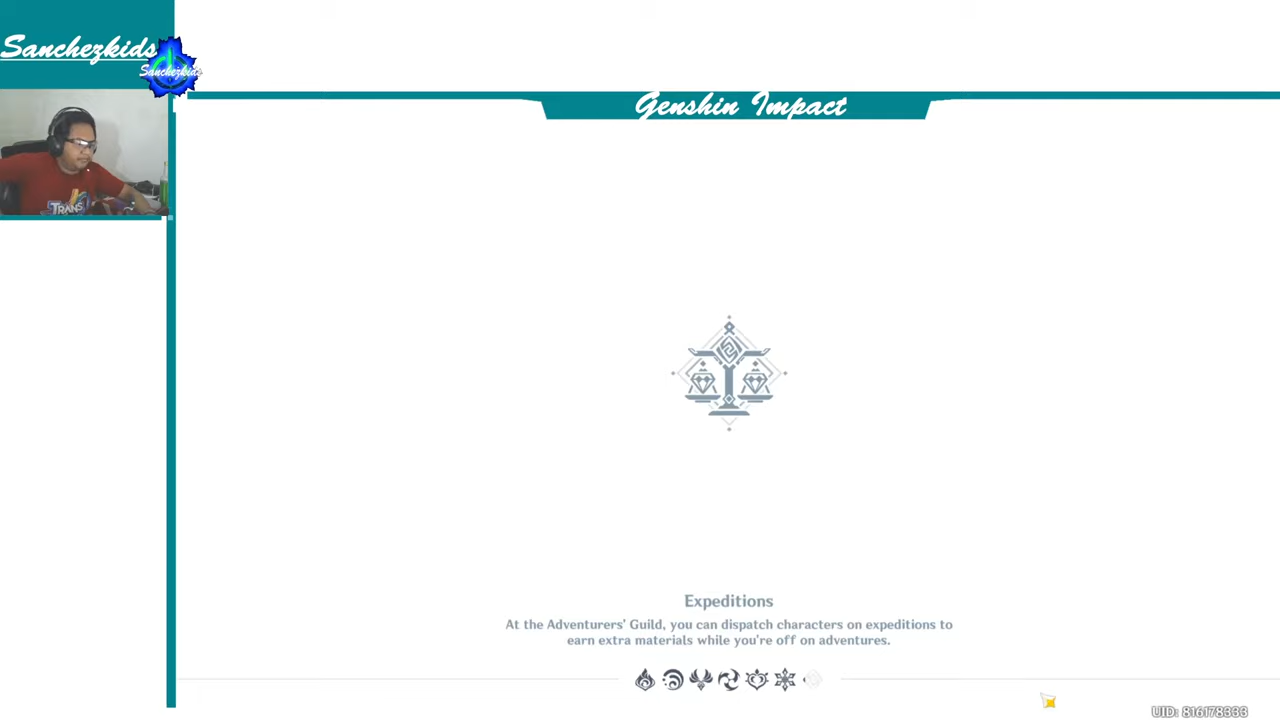 Sanchezkids
Sanchezkids
Genshin Impact
TRANS
Expeditions
At the Adventurers' Guild, you can dispatch characters on expeditions to
earn extra materials while you're off on adventures.
UID: 816178333